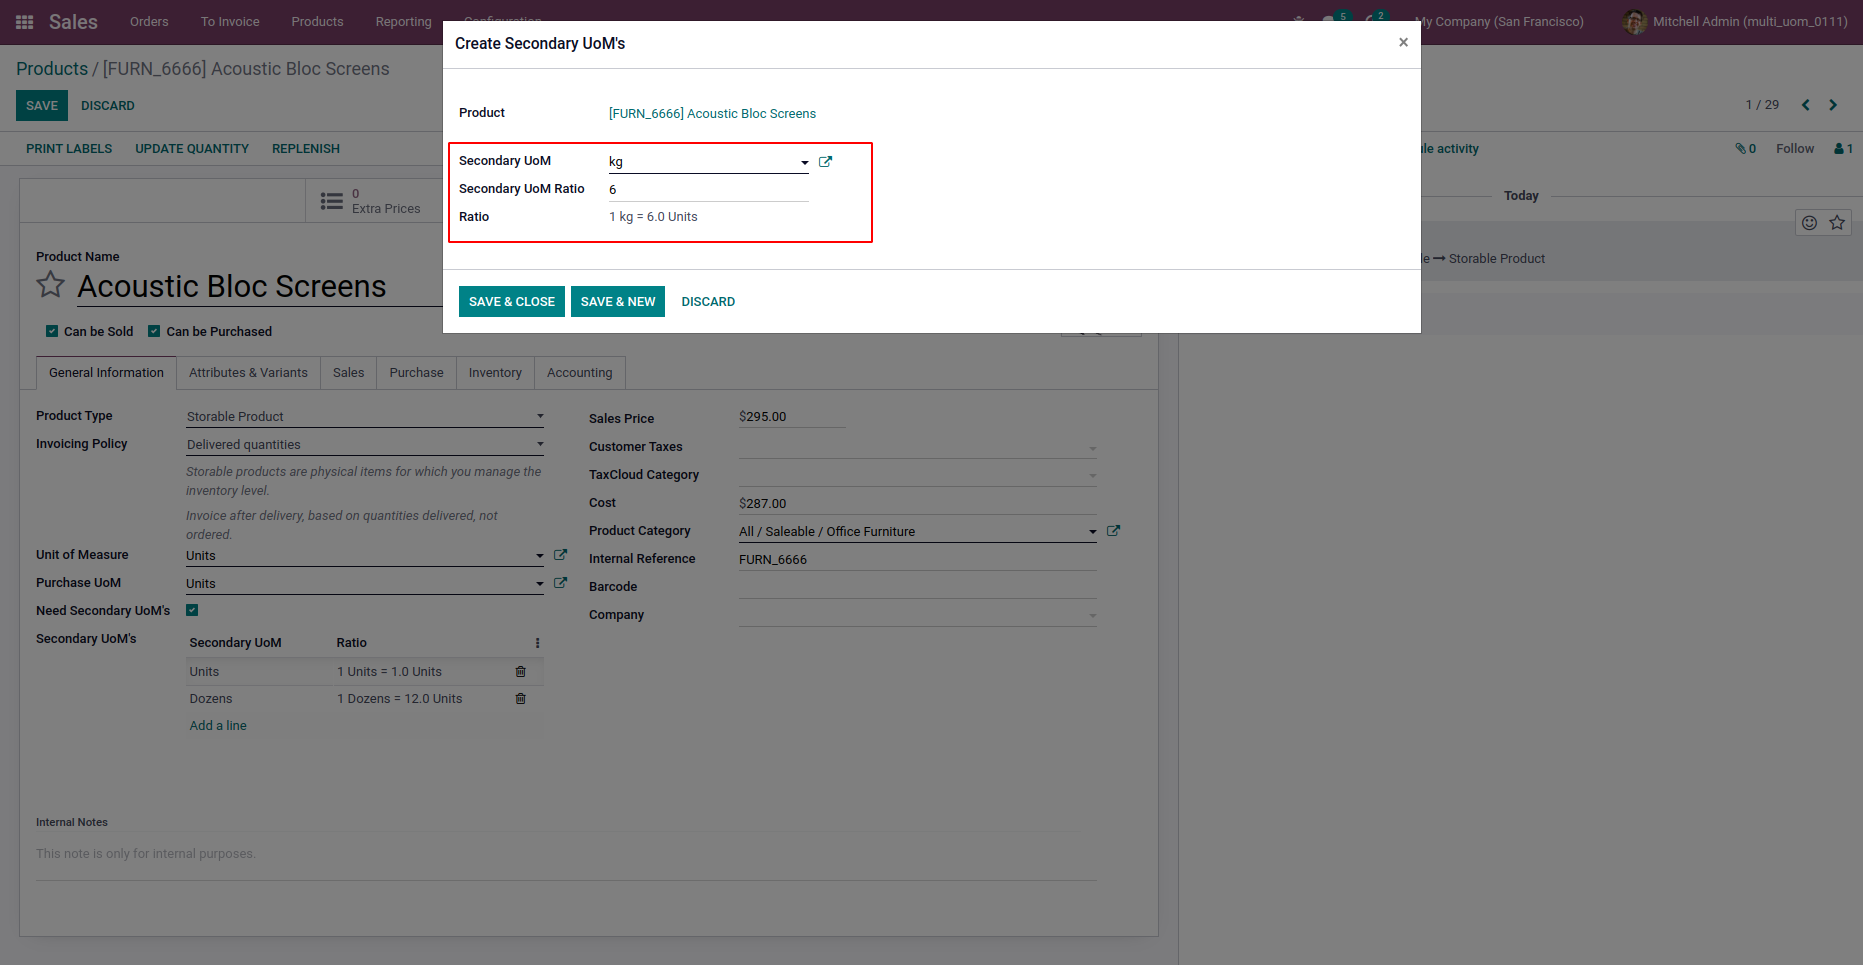 Sales
Orders
To Invoice
Products
Reporting
5
2
My Company (San Francisco)
Mitchell Admin (multi_uom_0111)
Create Secondary UoM's
×
Product
[FURN_6666] Acoustic Bloc Screens
Secondary UoM
kg
Secondary UoM Ratio
6
Ratio
1 kg = 6.0 Units
SAVE & CLOSE
SAVE & NEW
DISCARD
Products / [FURN_6666] Acoustic Bloc Screens
SAVE
DISCARD
1 / 29
PRINT LABELS
UPDATE QUANTITY
REPLENISH
activity
0
Follow
1
0
Extra Prices
Today
Storable Product
Product Name
Acoustic Bloc Screens
Can be Sold
Can be Purchased
General Information
Attributes & Variants
Sales
Purchase
Inventory
Accounting
Product Type
Storable Product
Invoicing Policy
Delivered quantities
Storable products are physical items for which you manage the
inventory level.
Invoice after delivery, based on quantities delivered, not
ordered.
Unit of Measure
Units
Purchase UoM
Units
Need Secondary UoM's
Secondary UoM's
Secondary UoM
Ratio
Units
1 Units = 1.0 Units
Dozens
1 Dozens = 12.0 Units
Add a line
Sales Price
$295.00
Customer Taxes
TaxCloud Category
Cost
$287.00
Product Category
All / Saleable / Office Furniture
Internal Reference
FURN_6666
Barcode
Company
Internal Notes
This note is only for internal purposes.